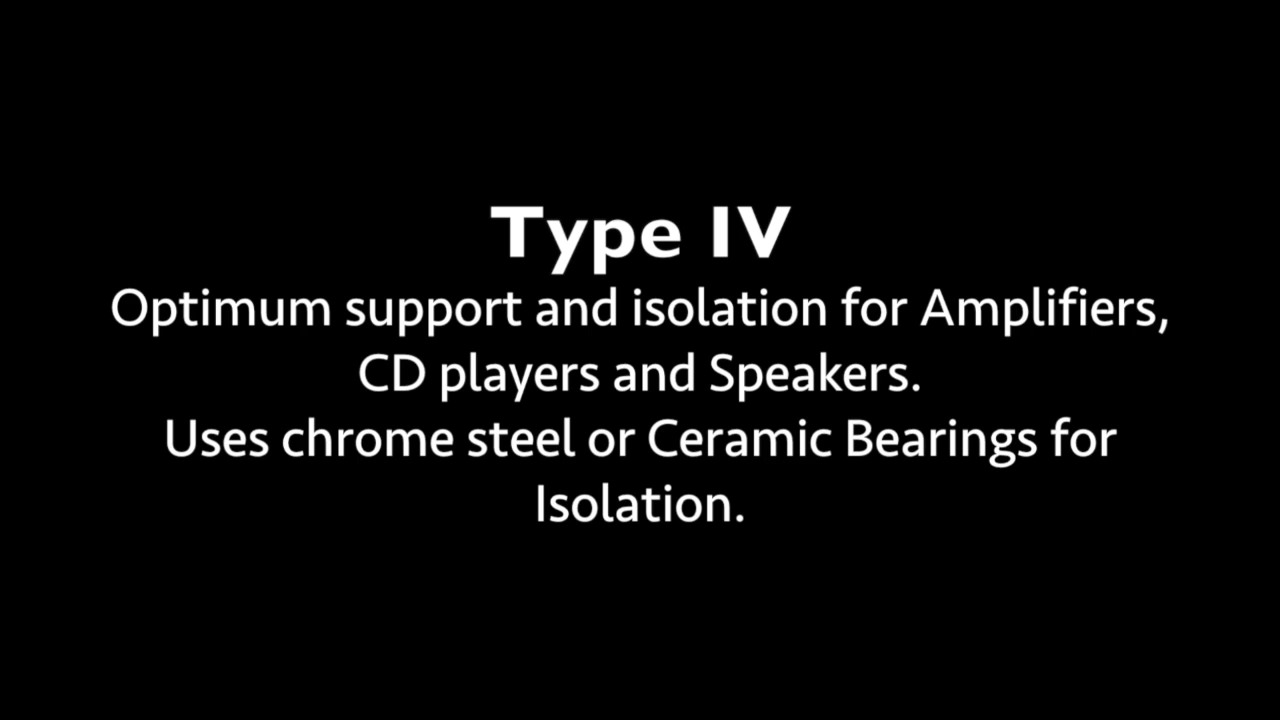 Type IV
Optimum support and isolation for Amplifiers,
CD players and Speakers.
Uses chrome steel or Ceramic Bearings for
Isolation.